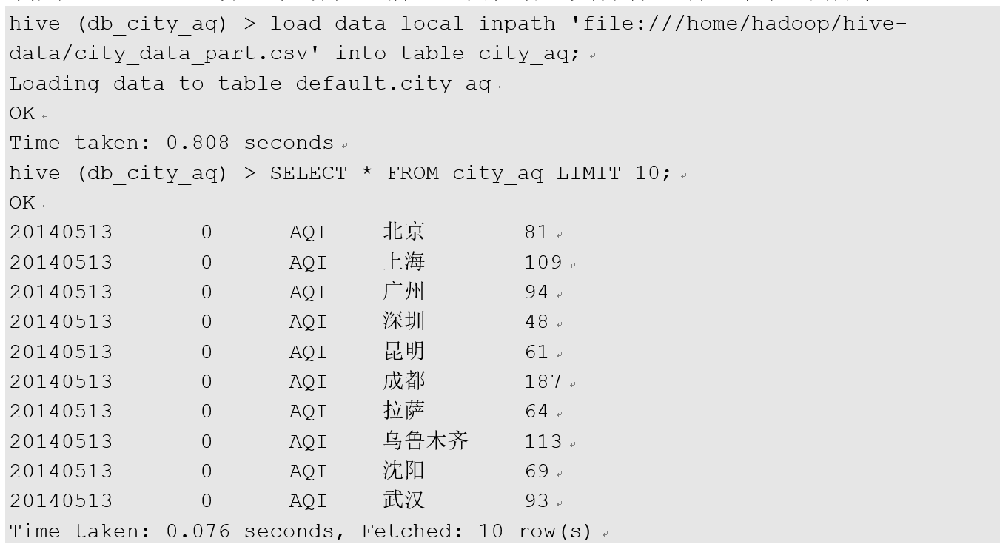 hive (db_city_aq) > load data local inpath 'file:///home/hadoop/hive-
data/city_data_part.csv' into table city_aq;
Loading data to table default.city_aq
OK
Time taken: 0.808 seconds
hive (db_city_aq) > SELECT * FROM city_aq LIMIT 10;
OK
20140513 0 AQI 北京 81
20140513 0 AQI 上海 109
20140513 0 AQI 广州 94
20140513 0 AQI 深圳 48
20140513 0 AQI 昆明 61
20140513 0 AQI 成都 187
20140513 0 AQI 拉萨 64
20140513 0 AQI 乌鲁木齐 113
20140513 0 AQI 沈阳 69
20140513 0 AQI 武汉 93
Time taken: 0.076 seconds, Fetched: 10 row(s)